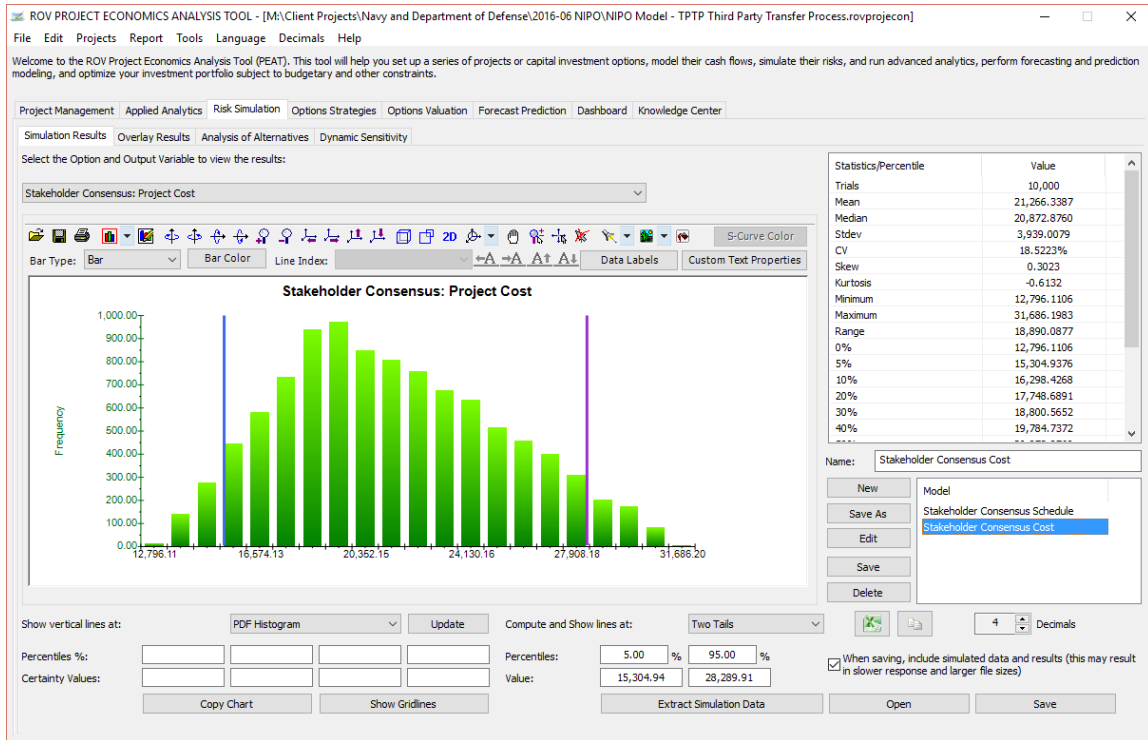 ROV PROJECT ECONOMICS ANALYSIS TOOL - [M:\Client Projects\Navy and Department of Defense\2016-06 NIPO\NIPO Model - TPTP Third Party Transfer Process.rovprojecon]
File Edit Projects Report Tools Language Decimals Help
Welcome to the ROV Project Economics Analysis Tool (PEAT). This tool will help you set up a series of projects or capital investment options, model their cash flows, simulate their risks, and run advanced analytics, perform forecasting and prediction
modeling, and optimize your investment portfolio subject to budgetary and other constraints.
Project Management Applied Analytics Risk Simulation Options Strategies Options Valuation Forecast Prediction Dashboard Knowledge Center
Simulation Results Overlay Results Analysis of Alternatives Dynamic Sensitivity
Select the Option and Output Variable to view the results:
Stakeholder Consensus: Project Cost
2D S-Curve Color
Bar Type: Bar Bar Color Line Index: A A A A Data Labels Custom Text Properties
Stakeholder Consensus: Project Cost
Frequency
1,000.00
900.00
800.00
700.00
600.00
500.00
400.00
300.00
200.00
100.00
0.00
12,796.11 16,574.13 20,352.15 24,130.16 27,908.18 31,686.20
Statistics/Percentile Value
Trials 10,000
Mean 21,266.3387
Median 20,872.8760
Stdev 3,939.0079
CV 18.5223%
Skew 0.3023
Kurtosis -0.6132
Minimum 12,796.1106
Maximum 31,686.1983
Range 18,890.0877
0% 12,796.1106
5% 15,304.9376
10% 16,298.4268
20% 17,748.6891
30% 18,800.5652
40% 19,784.7372
Name: Stakeholder Consensus Cost
New
Save As
Edit
Save
Delete
Model
Stakeholder Consensus Schedule
Stakeholder Consensus Cost
4 Decimals
Show vertical lines at: PDF Histogram Update Compute and Show lines at: Two Tails
Percentiles %: Percentiles: 5.00 % 95.00 %
Certainty Values: Value: 15,304.94 28,289.91
When saving, include simulated data and results (this may result
in slower response and larger file sizes)
Copy Chart Show Gridlines Extract Simulation Data Open Save